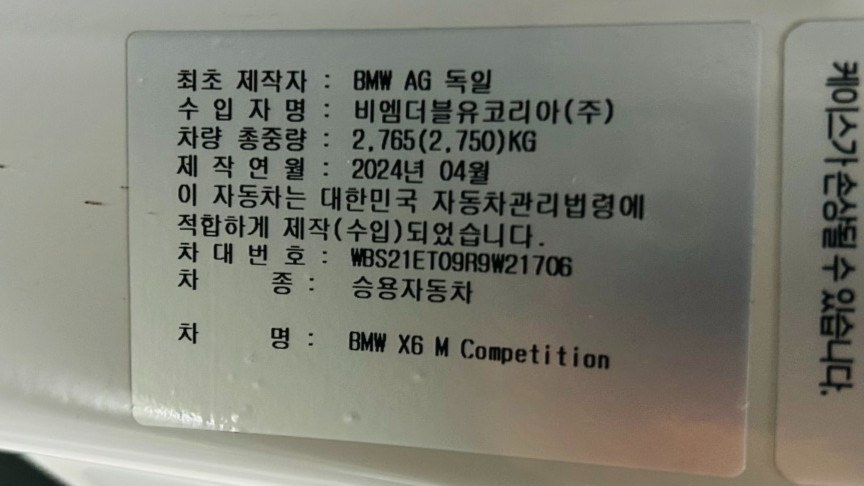 최초 제작자 : BMW AG 독일
수 입 자 명 : 비엠더블유코리아(주)
차량 총중량 : 2,765(2,750)KG
제 작 연 월 : 2024년 04월
이 자동차는 대한민국 자동차관리법령에
적합하게 제작(수입)되었습니다.
차 대 번 호 : WBS21ET09R9W21706
차 종 : 승용자동차
차 명 : BMW X6 M Competition
케이스가 손상될 수 있습니다.